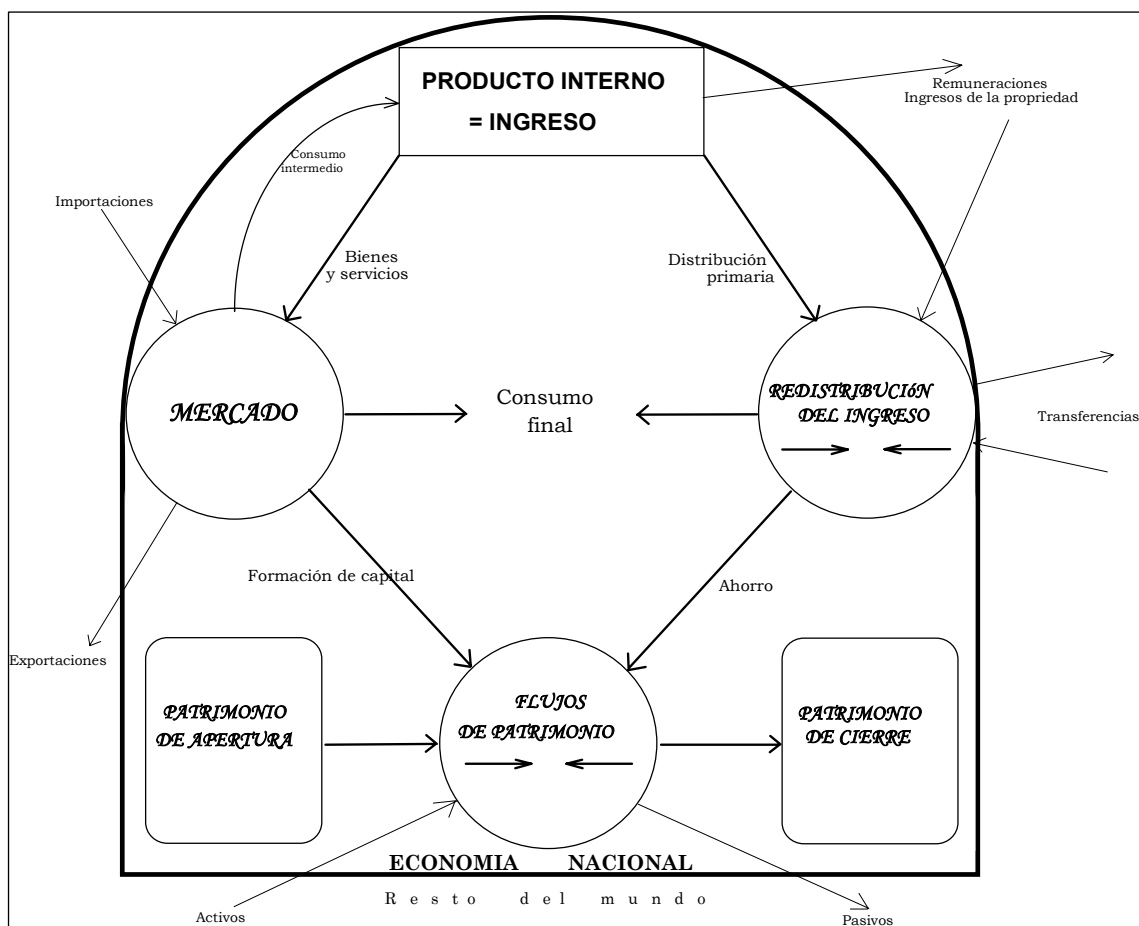 PRODUCTO INTERNO
= INGRESO
Remuneraciones
Ingresos de la propriedad
Consumo
intermedio
Importaciones
Bienes
y servicios
Distribución
primaria
MERCADO
Consumo
final
REDISTRIBUCIóN
DEL INGRESO
Transferencias
Formación de capital
Ahorro
Exportaciones
PATRIMONIO
DE APERTURA
FLUJOS
DE PATRIMONIO
PATRIMONIO
DE CIERRE
ECONOMIA NACIONAL
Resto del mundo
Activos
Pasivos